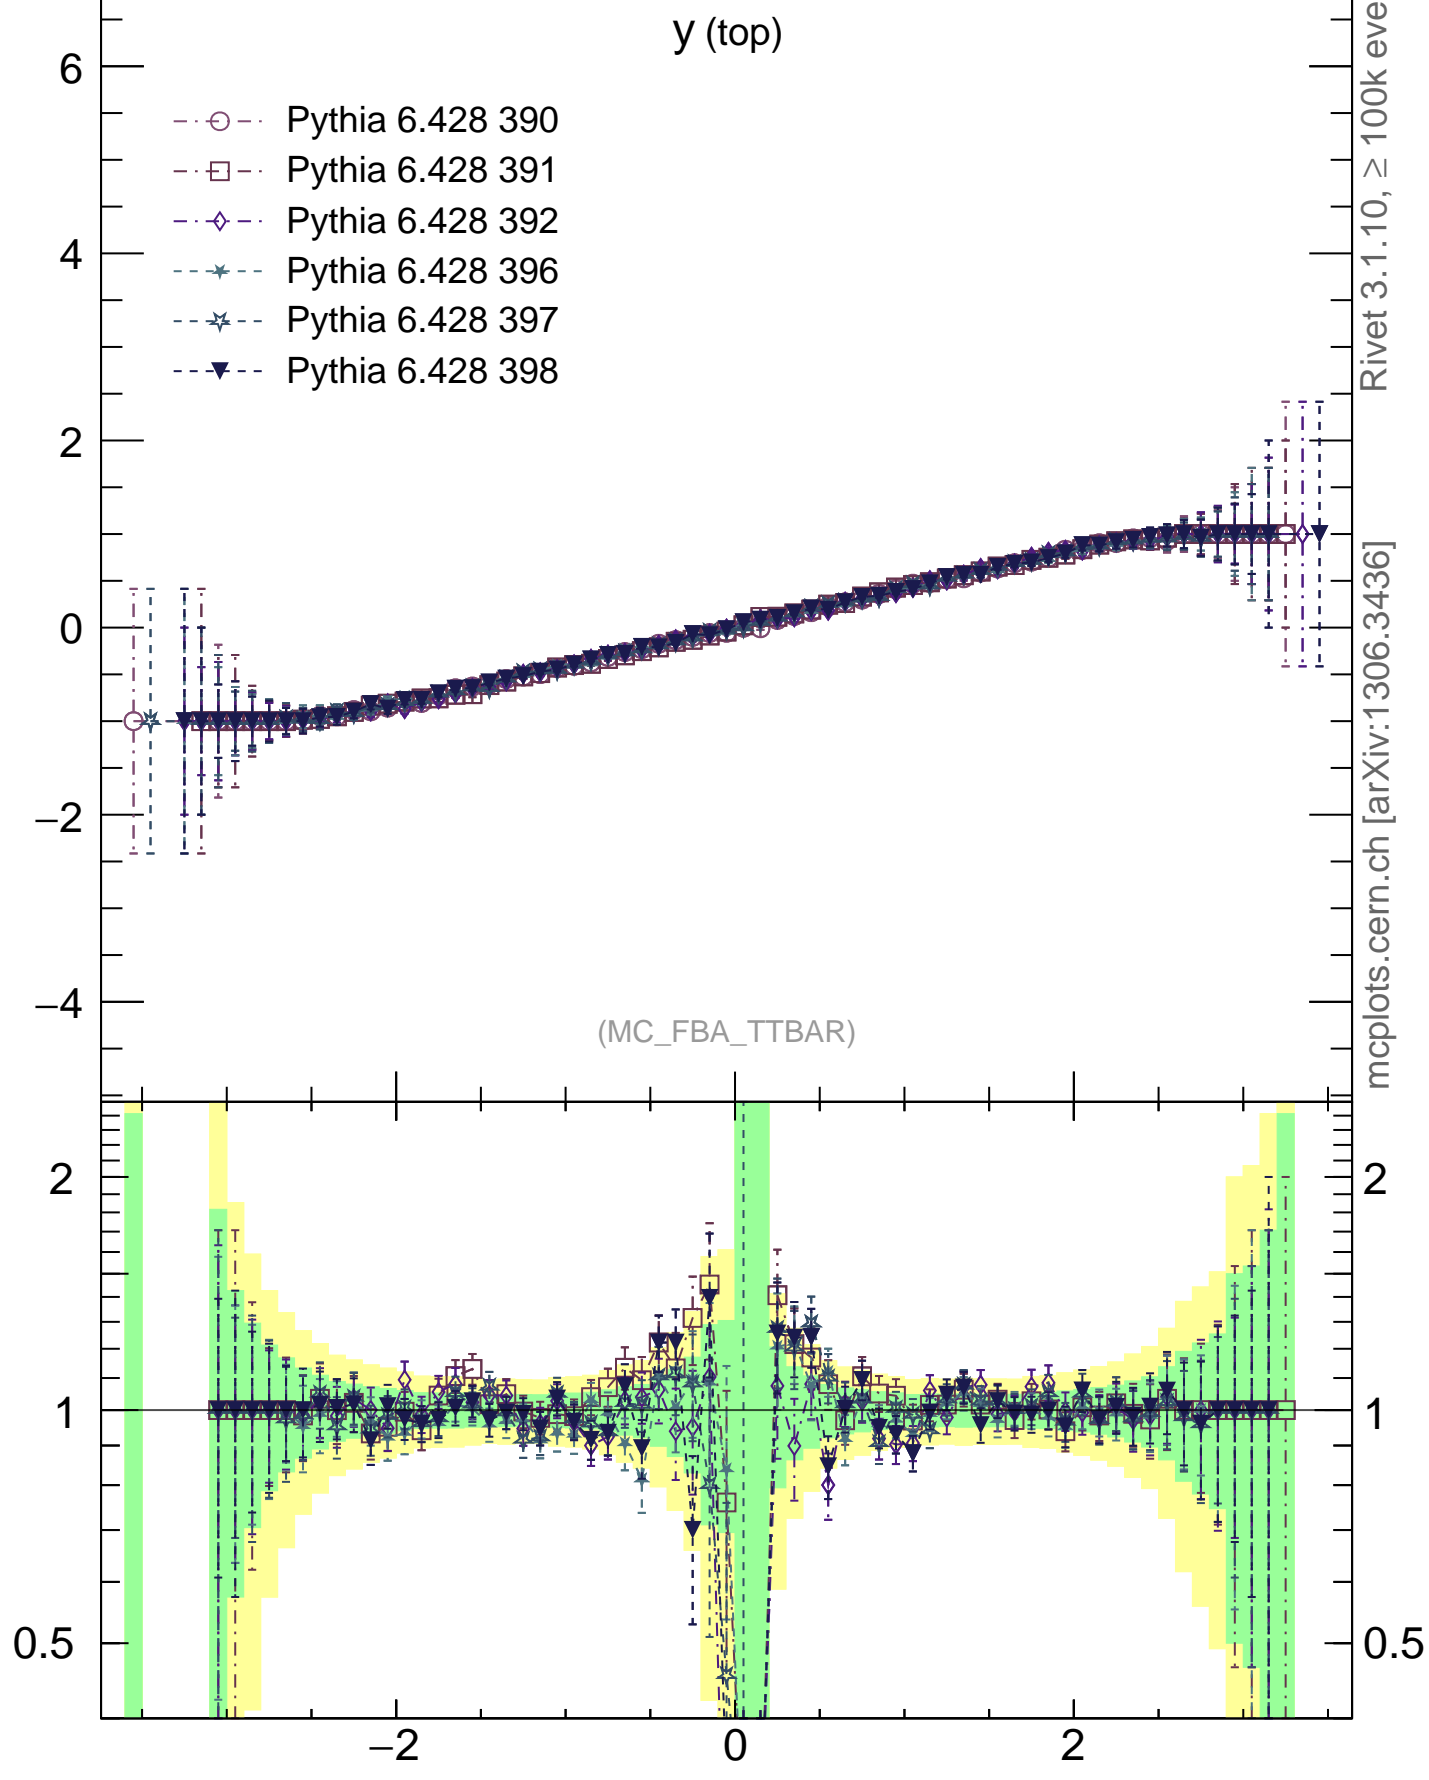 y (top)
6
4
2
0
−2
−4
Pythia 6.428 390
Pythia 6.428 391
Pythia 6.428 392
Pythia 6.428 396
Pythia 6.428 397
Pythia 6.428 398
(MC_FBA_TTBAR)
Rivet 3.1.10, ≥ 100k eve
mcplots.cern.ch [arXiv:1306.3436]
2
1
0.5
2
1
0.5
−2
0
2